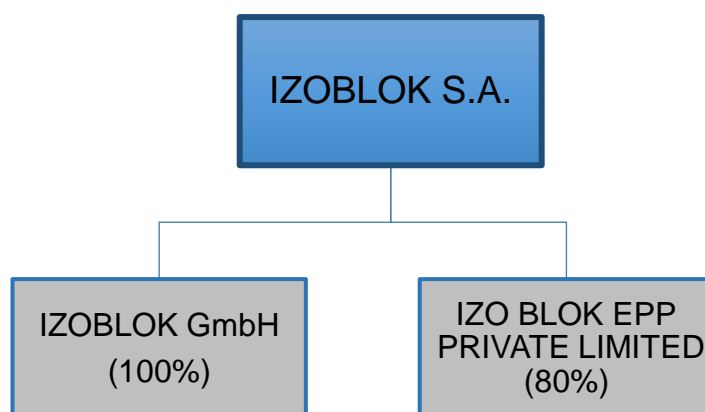 IZOBLOK S.A.
IZOBLOK GmbH
(100%)
IZO BLOK EPP
PRIVATE LIMITED
(80%)